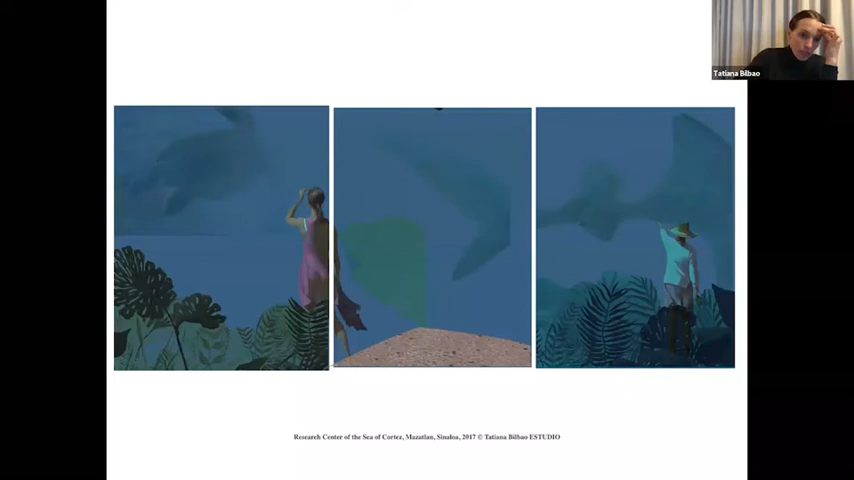 Tatiana Bilbao
Research Center of the Sea of Cortez, Mazatlan, Sinaloa, 2017 © Tatiana Bilbao ESTUDIO